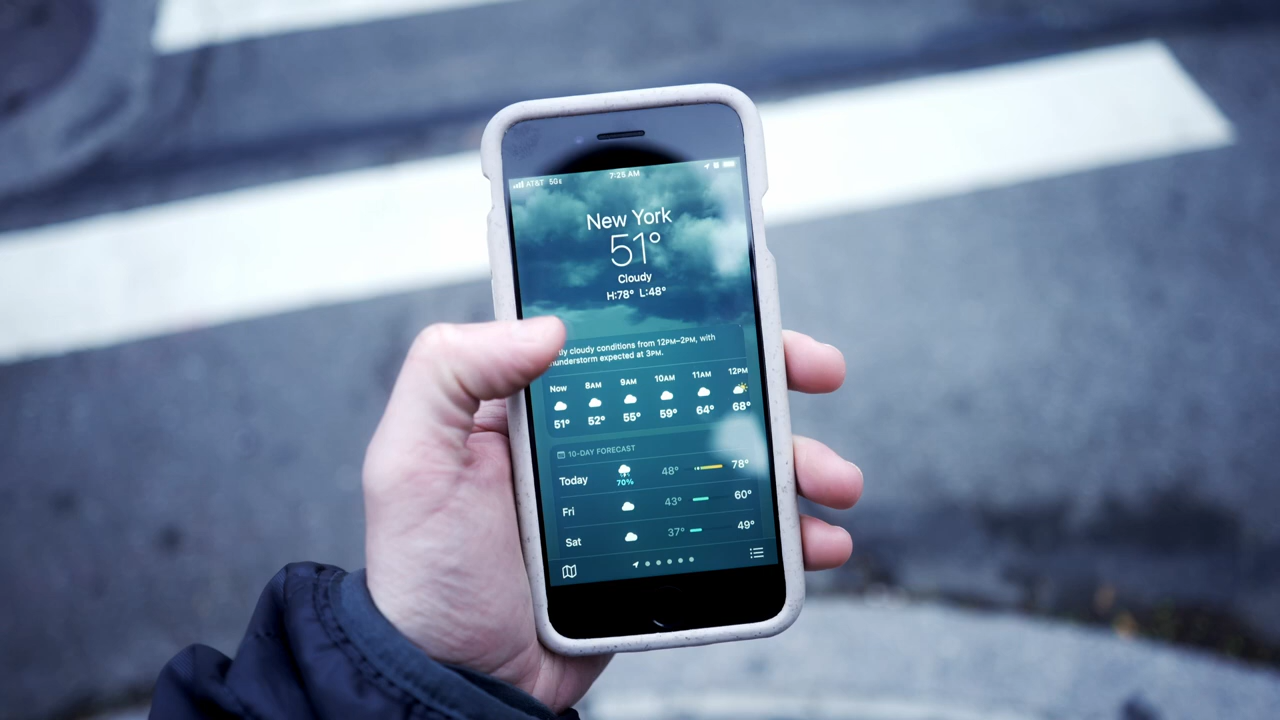 AT&T 5GE 7:25 AM
New York
51°
Cloudy
H:78° L:48°
cloudy conditions from 12PM–2PM, with
expected at 3PM.
Now 8AM 9AM 10AM 11AM 12PM
51° 52° 55° 59° 64° 68°
10-DAY FORECAST
Today 70% 48° 78°
Fri 43° 60°
Sat 37° 49°